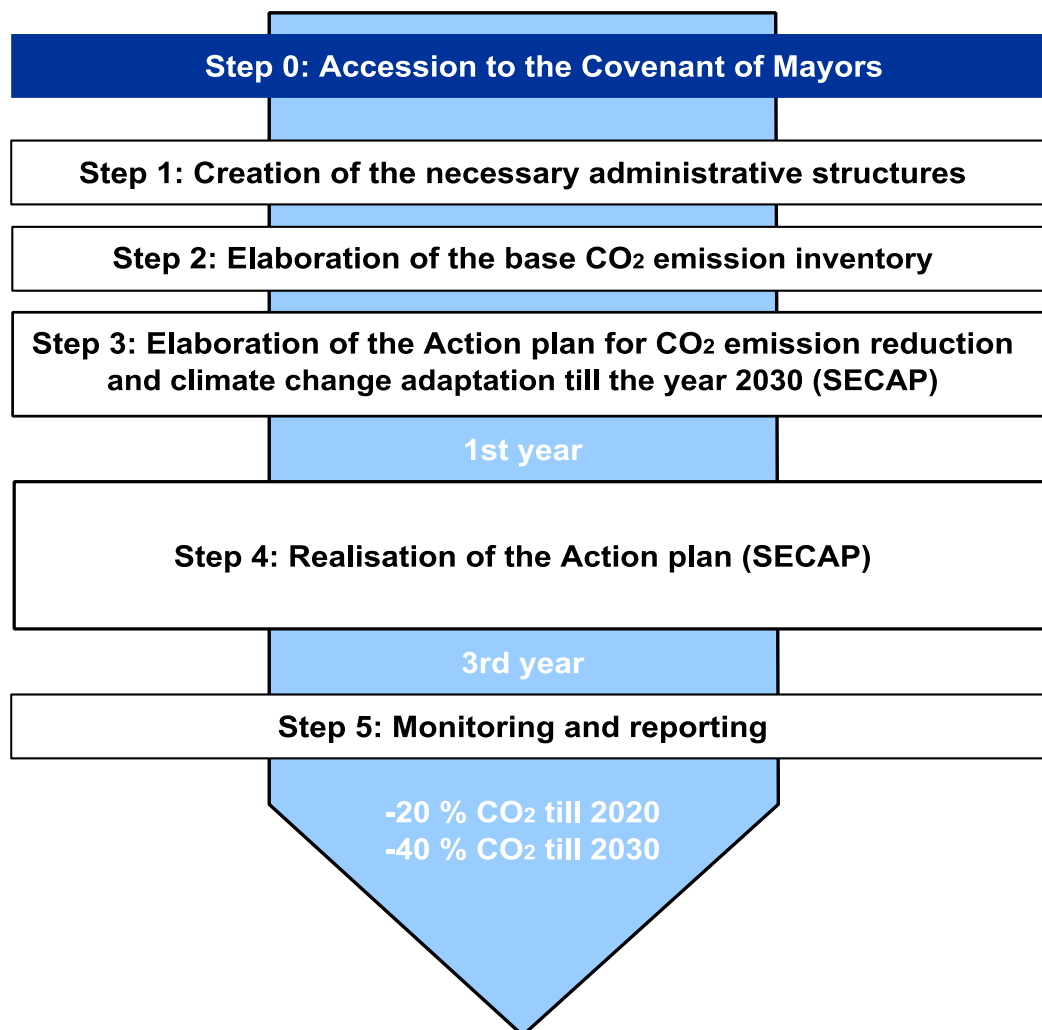 Step 0: Accession to the Covenant of Mayors
Step 1: Creation of the necessary administrative structures
Step 2: Elaboration of the base CO₂ emission inventory
Step 3: Elaboration of the Action plan for CO₂ emission reduction
and climate change adaptation till the year 2030 (SECAP)
1st year
Step 4: Realisation of the Action plan (SECAP)
3rd year
Step 5: Monitoring and reporting
-20 % CO₂ till 2020
-40 % CO₂ till 2030